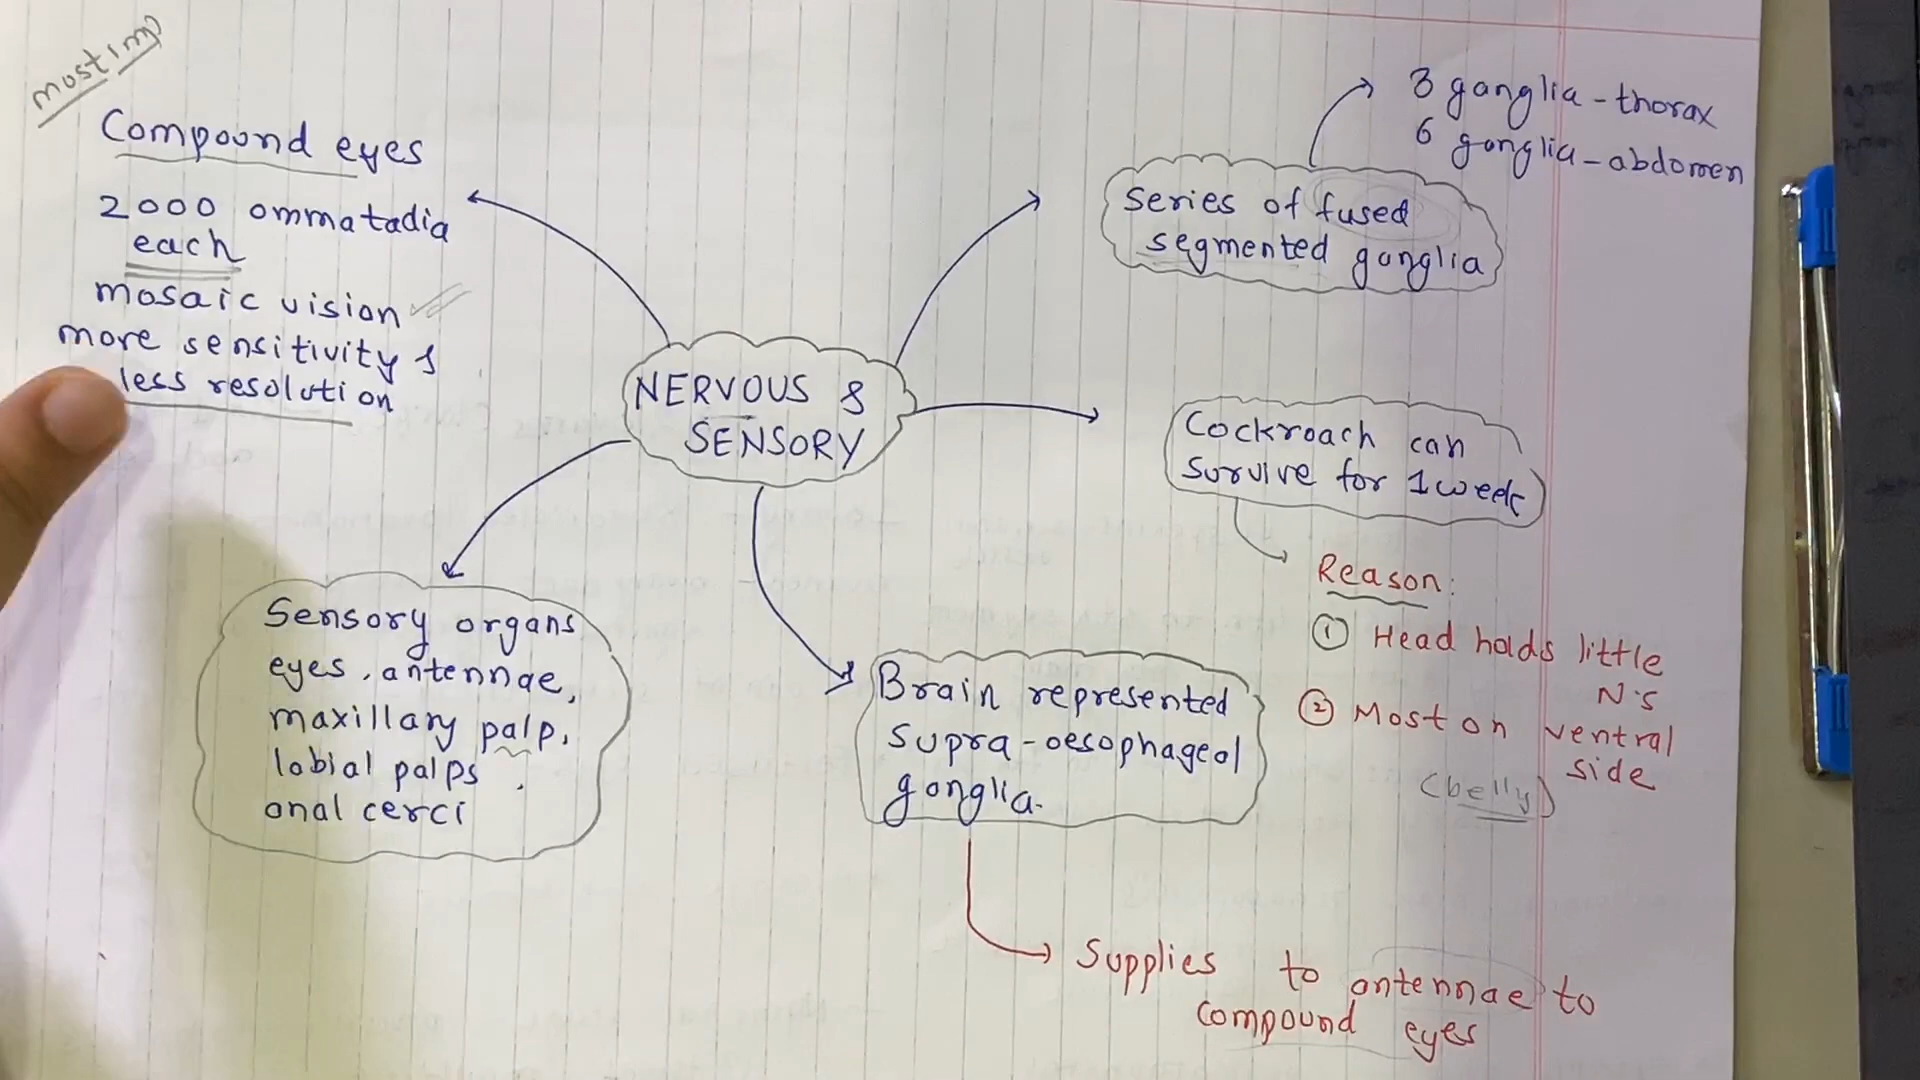 most imp
Compound eyes
2000 ommatadia
each
mosaic vision
more sensitivity &
less resolution
3 ganglia - thorax
6 ganglia - abdomen
Series of fused
segmented ganglia
NERVOUS &
SENSORY
Cockroach can
survive for 1 week
Reason:
① Head holds little
N's
② Most on ventral
side
(belly)
Sensory organs
eyes, antennae,
maxillary palp,
labial palps
anal cerci
Brain represented
supra-oesophageal
ganglia.
Supplies to antennae to
compound eyes